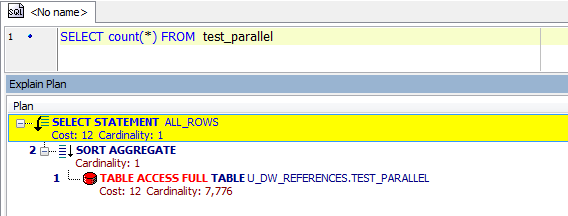 SQL
<No name>
1 SELECT count(*) FROM test_parallel
Explain Plan
Plan
SELECT STATEMENT ALL_ROWS
Cost: 12 Cardinality: 1
2 SORT AGGREGATE
Cardinality: 1
1 TABLE ACCESS FULL TABLE U_DW_REFERENCES.TEST_PARALLEL
Cost: 12 Cardinality: 7,776